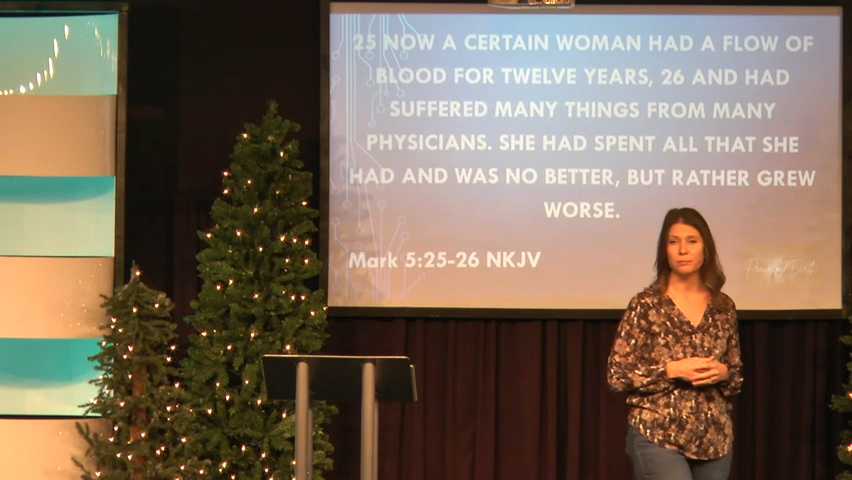 25 NOW A CERTAIN WOMAN HAD A FLOW OF
BLOOD FOR TWELVE YEARS, 26 AND HAD
SUFFERED MANY THINGS FROM MANY
PHYSICIANS. SHE HAD SPENT ALL THAT SHE
HAD AND WAS NO BETTER, BUT RATHER GREW
WORSE.
Mark 5:25-26 NKJV